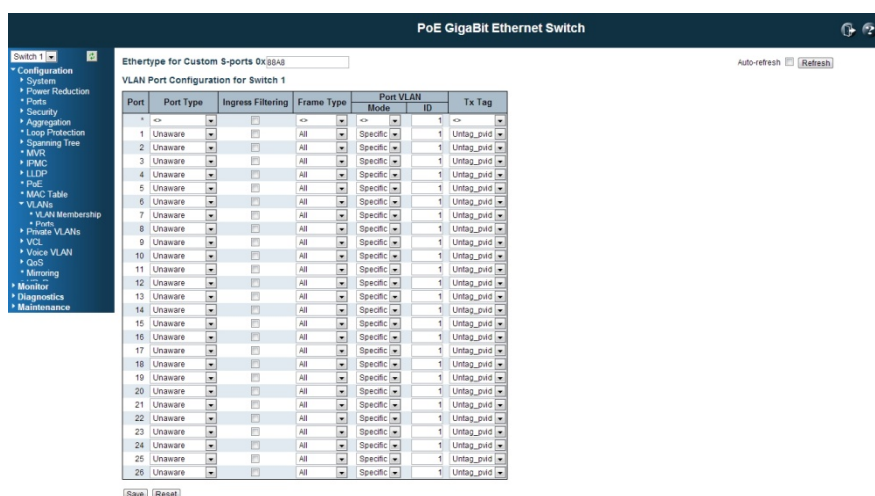 PoE GigaBit Ethernet Switch
Switch 1
Configuration
System
Power Reduction
Ports
Security
Aggregation
Loop Protection
Spanning Tree
MVR
IPMC
LLDP
PoE
MAC Table
VLANs
VLAN Membership
Ports
Private VLANs
VCL
Voice VLAN
QoS
Mirroring
Monitor
Diagnostics
Maintenance
Ethertype for Custom S-ports 0x 88A8
Auto-refresh Refresh
VLAN Port Configuration for Switch 1
Port Port Type Ingress Filtering Frame Type Port VLAN Tx Tag
Mode ID
* <> <> <> 1 <>
1 Unaware All Specific 1 Untag_pvid
2 Unaware All Specific 1 Untag_pvid
3 Unaware All Specific 1 Untag_pvid
4 Unaware All Specific 1 Untag_pvid
5 Unaware All Specific 1 Untag_pvid
6 Unaware All Specific 1 Untag_pvid
7 Unaware All Specific 1 Untag_pvid
8 Unaware All Specific 1 Untag_pvid
9 Unaware All Specific 1 Untag_pvid
10 Unaware All Specific 1 Untag_pvid
11 Unaware All Specific 1 Untag_pvid
12 Unaware All Specific 1 Untag_pvid
13 Unaware All Specific 1 Untag_pvid
14 Unaware All Specific 1 Untag_pvid
15 Unaware All Specific 1 Untag_pvid
16 Unaware All Specific 1 Untag_pvid
17 Unaware All Specific 1 Untag_pvid
18 Unaware All Specific 1 Untag_pvid
19 Unaware All Specific 1 Untag_pvid
20 Unaware All Specific 1 Untag_pvid
21 Unaware All Specific 1 Untag_pvid
22 Unaware All Specific 1 Untag_pvid
23 Unaware All Specific 1 Untag_pvid
24 Unaware All Specific 1 Untag_pvid
25 Unaware All Specific 1 Untag_pvid
26 Unaware All Specific 1 Untag_pvid
Save Reset